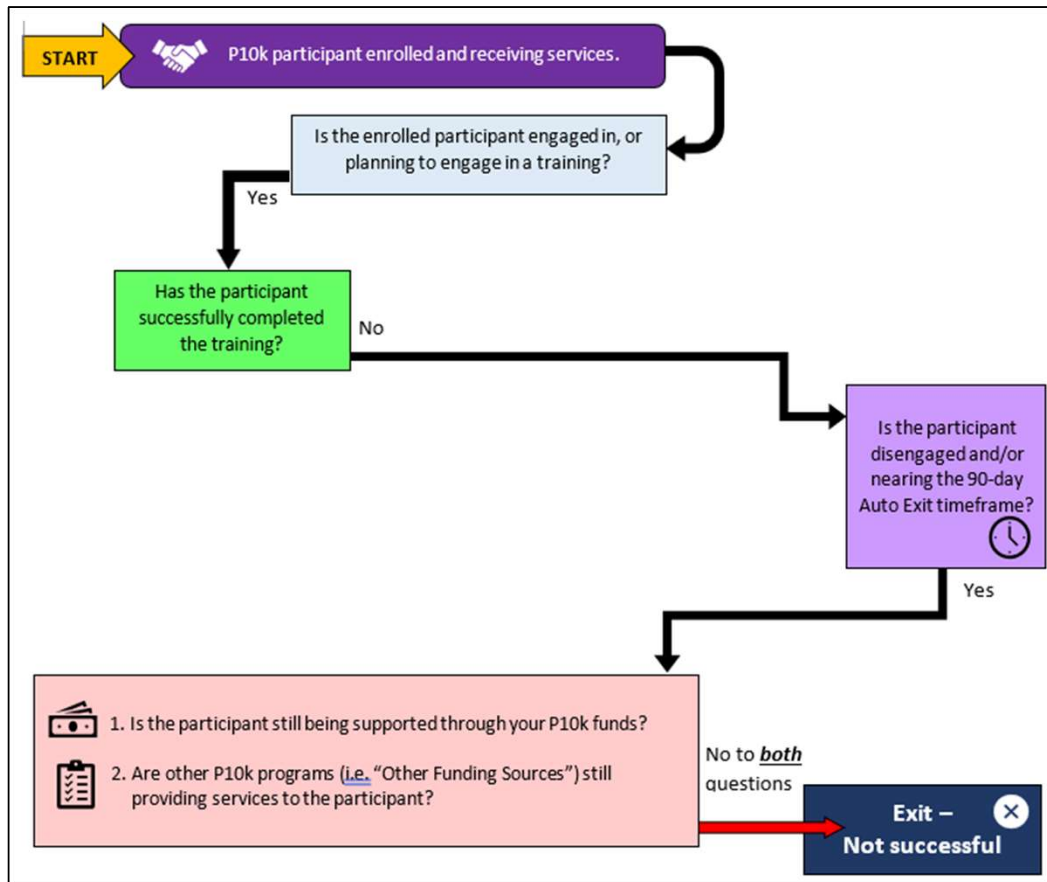 START
P10k participant enrolled and receiving services.
Is the enrolled participant engaged in, or
planning to engage in a training?
Yes
Has the participant
successfully completed
the training?
No
Is the participant
disengaged and/or
nearing the 90-day
Auto Exit timeframe?
Yes
1. Is the participant still being supported through your P10k funds?
2. Are other P10k programs (i.e. “Other Funding Sources”) still
providing services to the participant?
No to both
questions
Exit –
Not successful